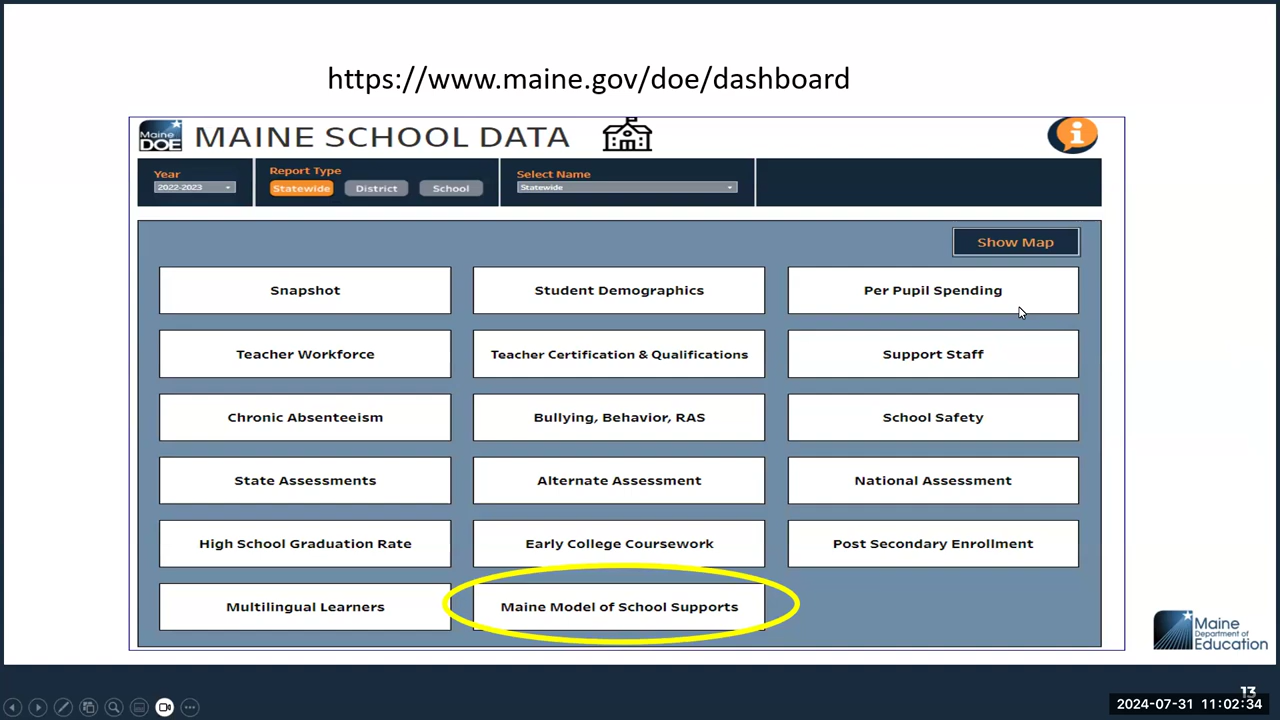 https://www.maine.gov/doe/dashboard
Maine DOE
MAINE SCHOOL DATA
i
Year
2022-2023
Report Type
Statewide District School
Select Name
Statewide
Show Map
Snapshot
Student Demographics
Per Pupil Spending
Teacher Workforce
Teacher Certification & Qualifications
Support Staff
Chronic Absenteeism
Bullying, Behavior, RAS
School Safety
State Assessments
Alternate Assessment
National Assessment
High School Graduation Rate
Early College Coursework
Post Secondary Enrollment
Multilingual Learners
Maine Model of School Supports
Maine
Department of
Education
13
2024-07-31 11:02:34